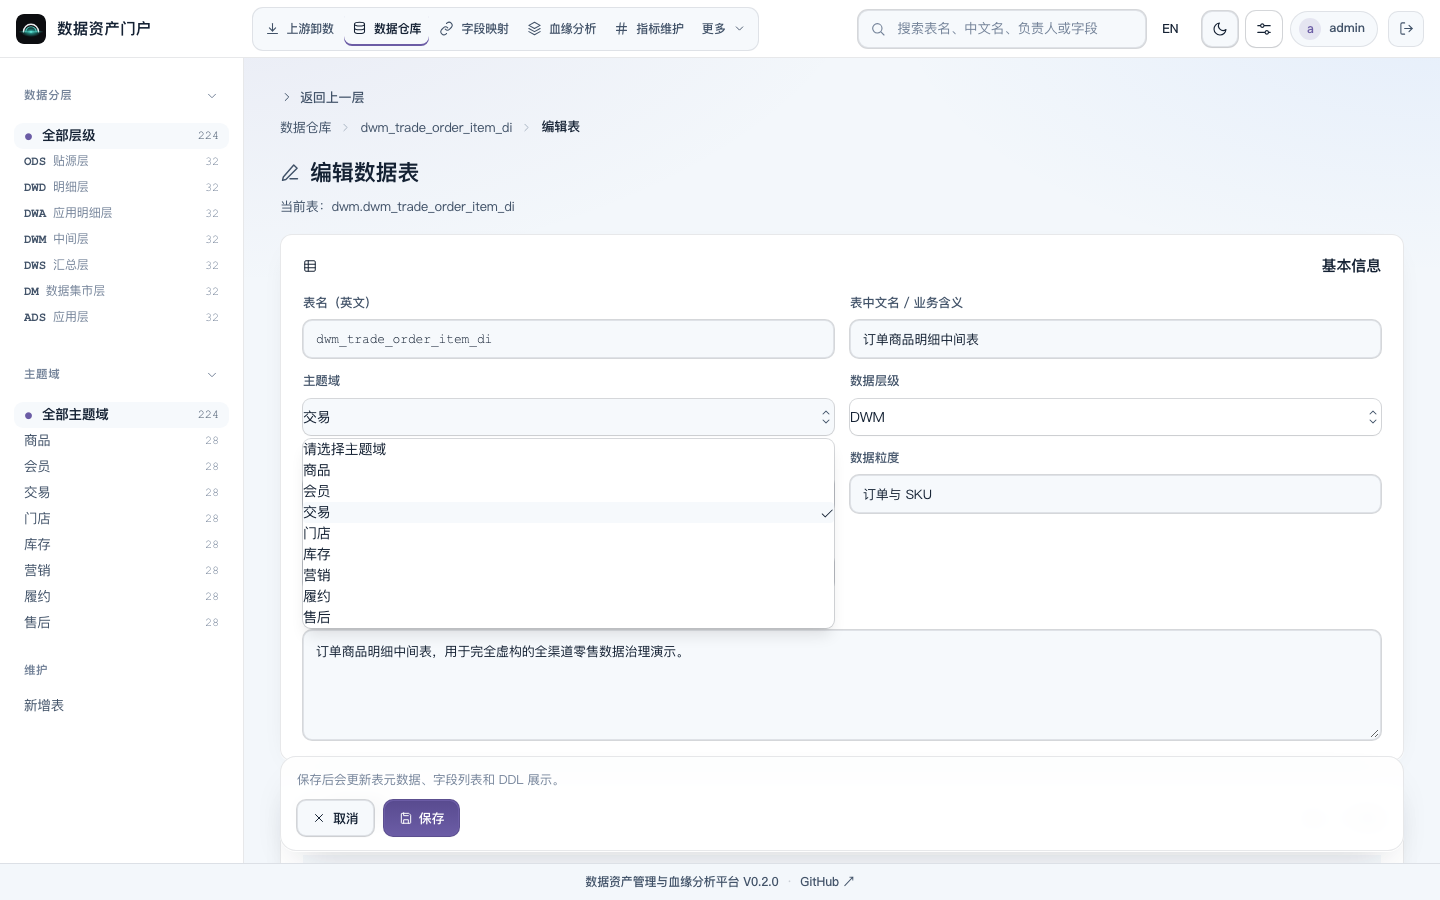 数据资产门户
上游卸数 数据仓库 字段映射 血缘分析 指标维护 更多
搜索表名、中文名、负责人或字段
EN
a admin
数据分层
全部层级 224
ODS 贴源层 32
DWD 明细层 32
DWA 应用明细层 32
DWM 中间层 32
DWS 汇总层 32
DM 数据集市层 32
ADS 应用层 32
主题域
全部主题域 224
商品 28
会员 28
交易 28
门店 28
库存 28
营销 28
履约 28
售后 28
维护
新增表
返回上一层
数据仓库 dwm_trade_order_item_di 编辑表
编辑数据表
当前表：dwm.dwm_trade_order_item_di
基本信息
表名（英文） 表中文名 / 业务含义
dwm_trade_order_item_di 订单商品明细中间表
主题域 数据层级
交易 DWM
请选择主题域
商品
会员
交易
门店
库存
营销
履约
售后
数据粒度
订单与 SKU
订单商品明细中间表，用于完全虚构的全渠道零售数据治理演示。
保存后会更新表元数据、字段列表和 DDL 展示。
取消 保存
数据资产管理与血缘分析平台 V0.2.0 · GitHub ↗